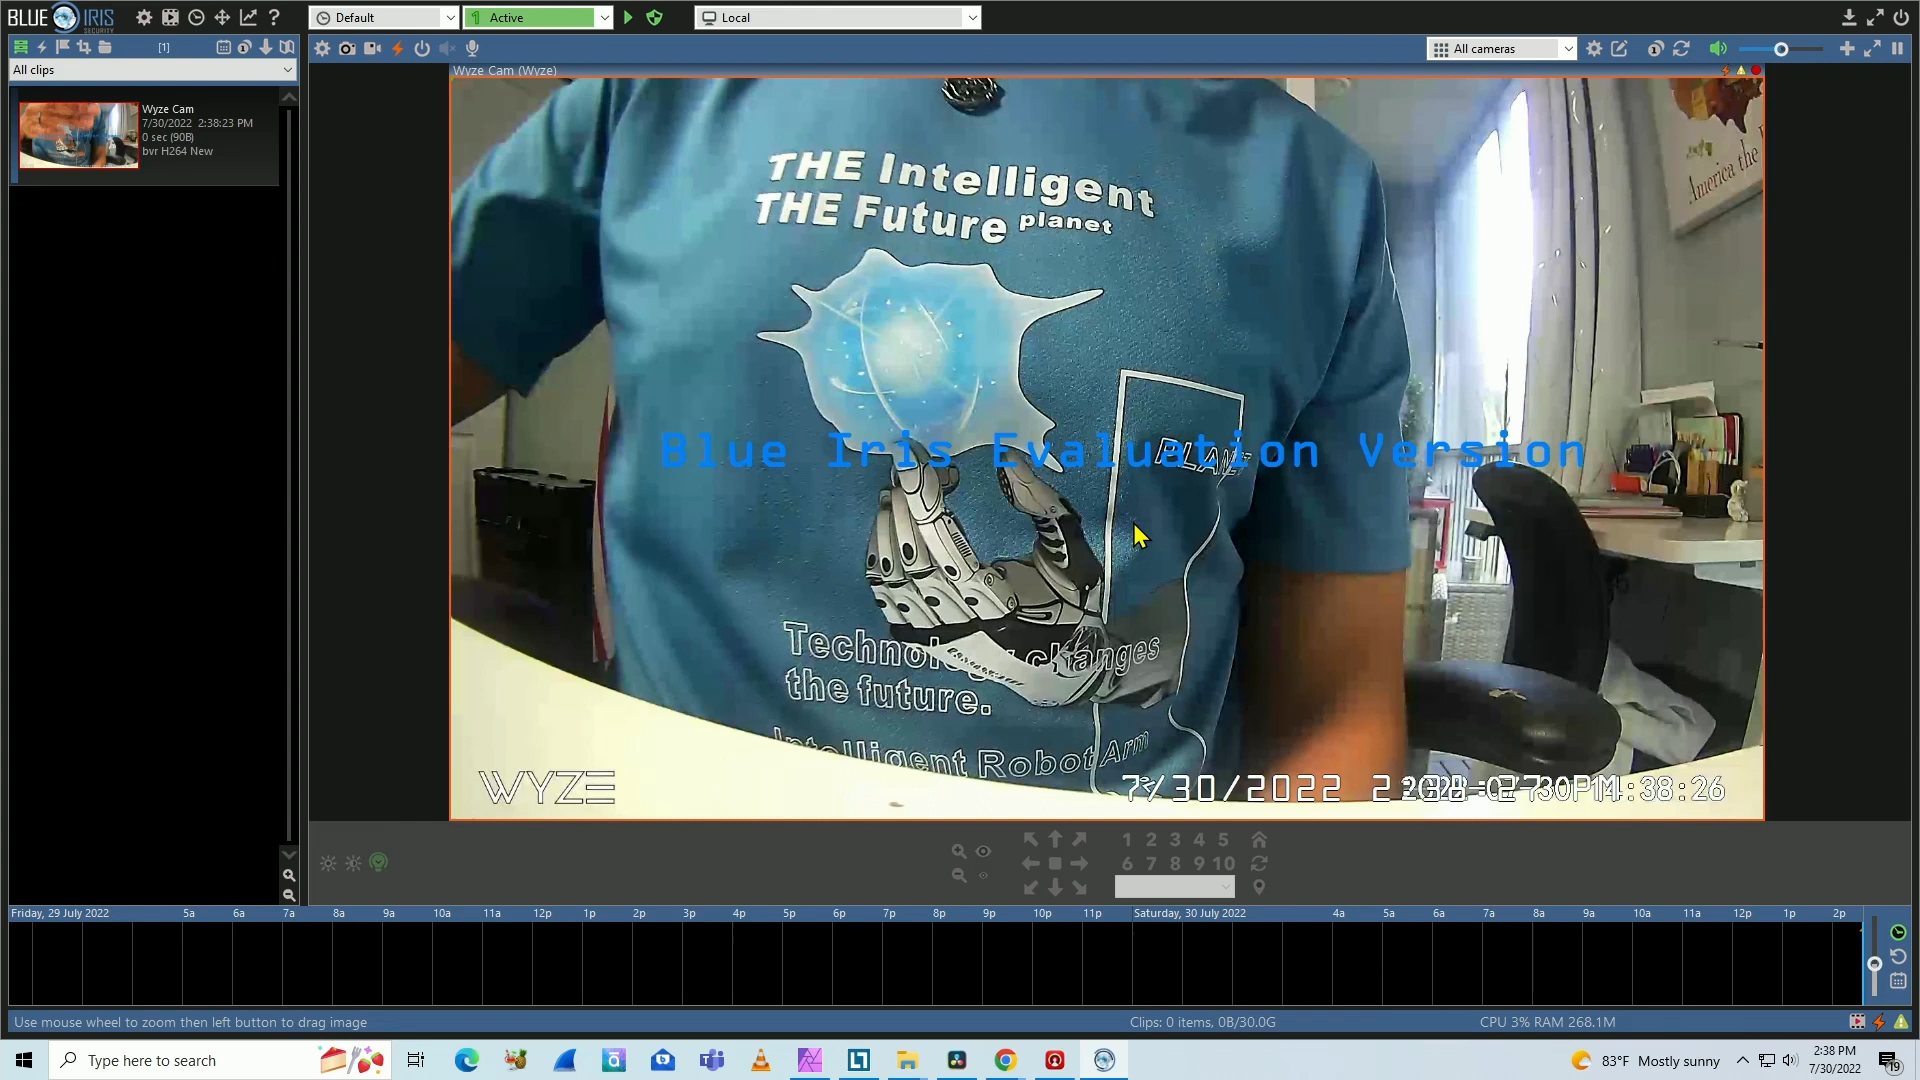 BLUE IRIS
SECURITY
Default
1 Active
Local
[1]
All cameras
All clips
Wyze Cam (Wyze)
Wyze Cam
7/30/2022 2:38:23 PM
0 sec (90B)
bvr H264 New
THE Intelligent
THE Future planet
America the
Blue Iris Evaluation Version
Technology changes
the future.
Intelligent Robot Arm
WYZE
7/30/2022
1 2 3 4 5
6 7 8 9 10
Friday, 29 July 2022 5a 6a 7a 8a 9a 10a 11a 12p 1p 2p 3p 4p 5p 6p 7p 8p 9p 10p 11p Saturday, 30 July 2022 4a 5a 6a 7a 8a 9a 10a 11a 12p 1p 2p
Use mouse wheel to zoom then left button to drag image
Clips: 0 items, 0B/30.0G
CPU 3% RAM 268.1M
Type here to search
83°F Mostly sunny
2:38 PM
7/30/2022
19